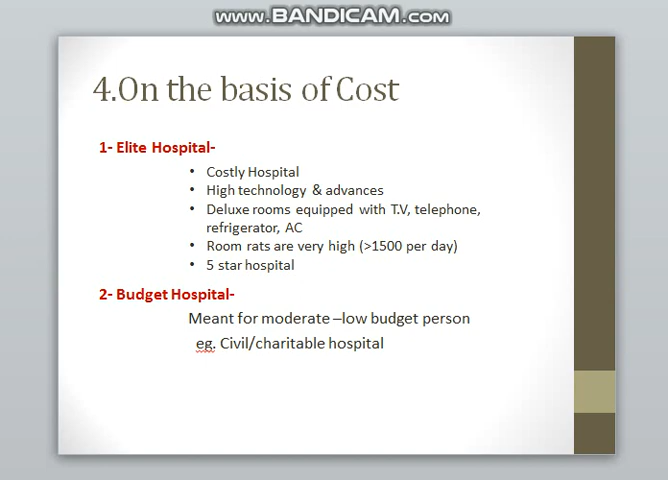 www.BANDICAM.com
4.On the basis of Cost
1- Elite Hospital-
• Costly Hospital
• High technology & advances
• Deluxe rooms equipped with T.V, telephone,
refrigerator, AC
• Room rats are very high (>1500 per day)
• 5 star hospital
2- Budget Hospital-
Meant for moderate –low budget person
eg. Civil/charitable hospital